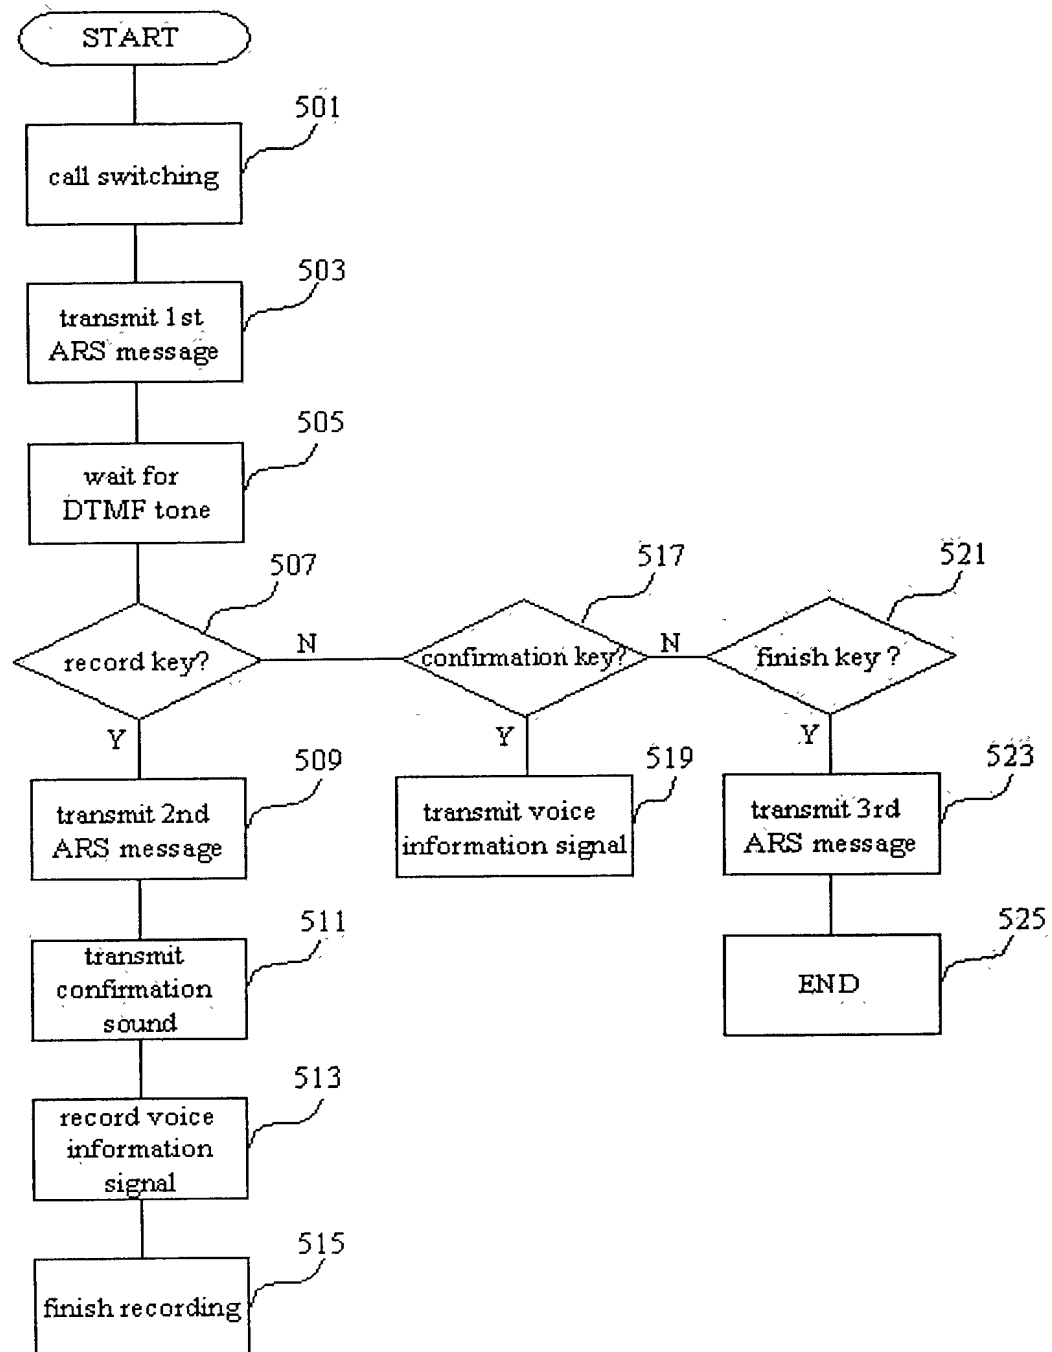 START
501
call switching
503
transmit 1st
ARS message
505
wait for
DTMF tone
507
record key?
N
517
confirmation key?
N
521
finish key ?
Y
509
transmit 2nd
ARS message
Y
519
transmit voice
information signal
Y
523
transmit 3rd
ARS message
511
transmit
confirmation
sound
525
END
513
record voice
information
signal
515
finish recording